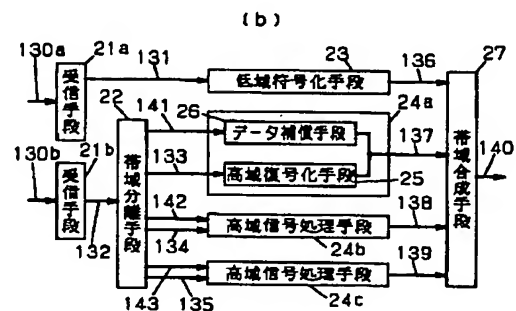 (b)
130a
21a
受信手段
131
23
低域符号化手段
136
27
帯域合成手段
140
130b
21b
受信手段
132
22
帯域分離手段
141
26
データ補償手段
24a
133
高域復号化手段
25
137
142
134
高域信号処理手段
24b
138
143
135
高域信号処理手段
24c
139